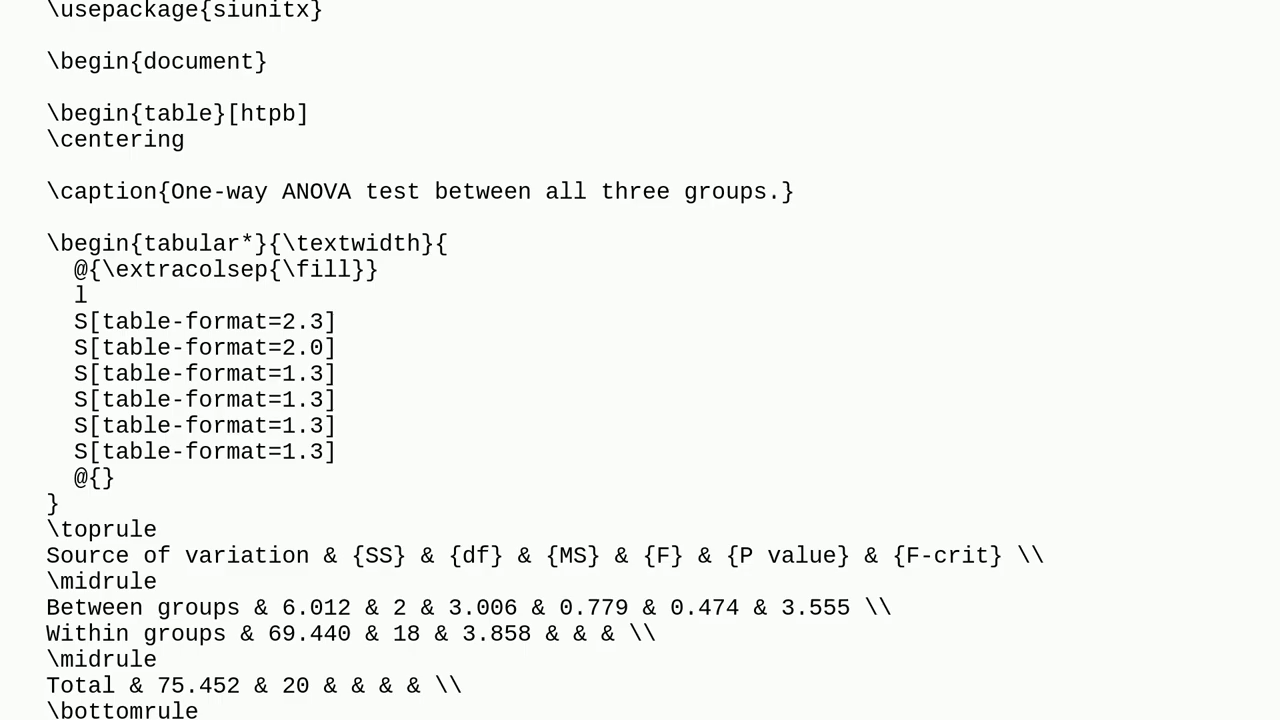 \usepackage{siunitx}
\begin{document}
\begin{table}[htpb]
\centering
\caption{One-way ANOVA test between all three groups.}
\begin{tabular*}{\textwidth}{
@{\extracolsep{\fill}}
l
S[table-format=2.3]
S[table-format=2.0]
S[table-format=1.3]
S[table-format=1.3]
S[table-format=1.3]
S[table-format=1.3]
@{}
}
\toprule
Source of variation & {SS} & {df} & {MS} & {F} & {P value} & {F-crit} \\
\midrule
Between groups & 6.012 & 2 & 3.006 & 0.779 & 0.474 & 3.555 \\
Within groups & 69.440 & 18 & 3.858 & & & \\
\midrule
Total & 75.452 & 20 & & & & \\
\bottomrule